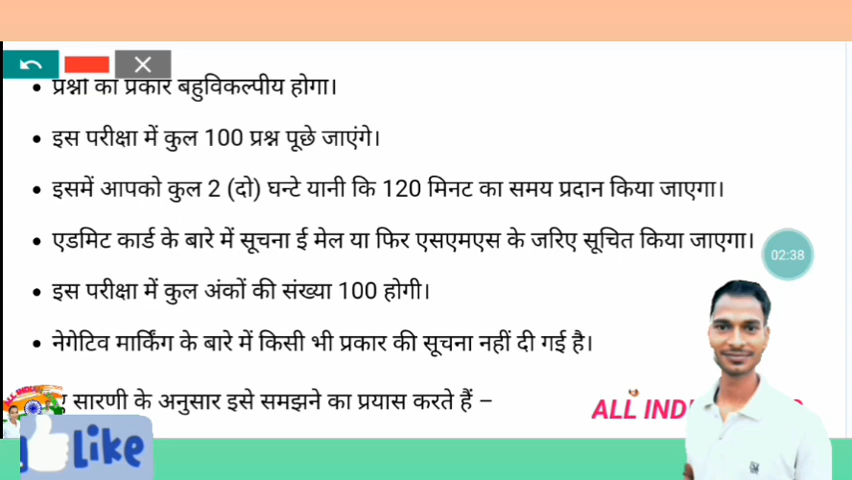 प्रश्नों का प्रकार बहुविकल्पीय होगा।
इस परीक्षा में कुल 100 प्रश्न पूछे जाएंगे।
इसमें आपको कुल 2 (दो) घन्टे यानी कि 120 मिनट का समय प्रदान किया जाएगा।
एडमिट कार्ड के बारे में सूचना ई मेल या फिर एसएमएस के जरिए सूचित किया जाएगा।
02:38
इस परीक्षा में कुल अंकों की संख्या 100 होगी।
नेगेटिव मार्किंग के बारे में किसी भी प्रकार की सूचना नहीं दी गई है।
सारणी के अनुसार इसे समझने का प्रयास करते हैं –
ALL
Like